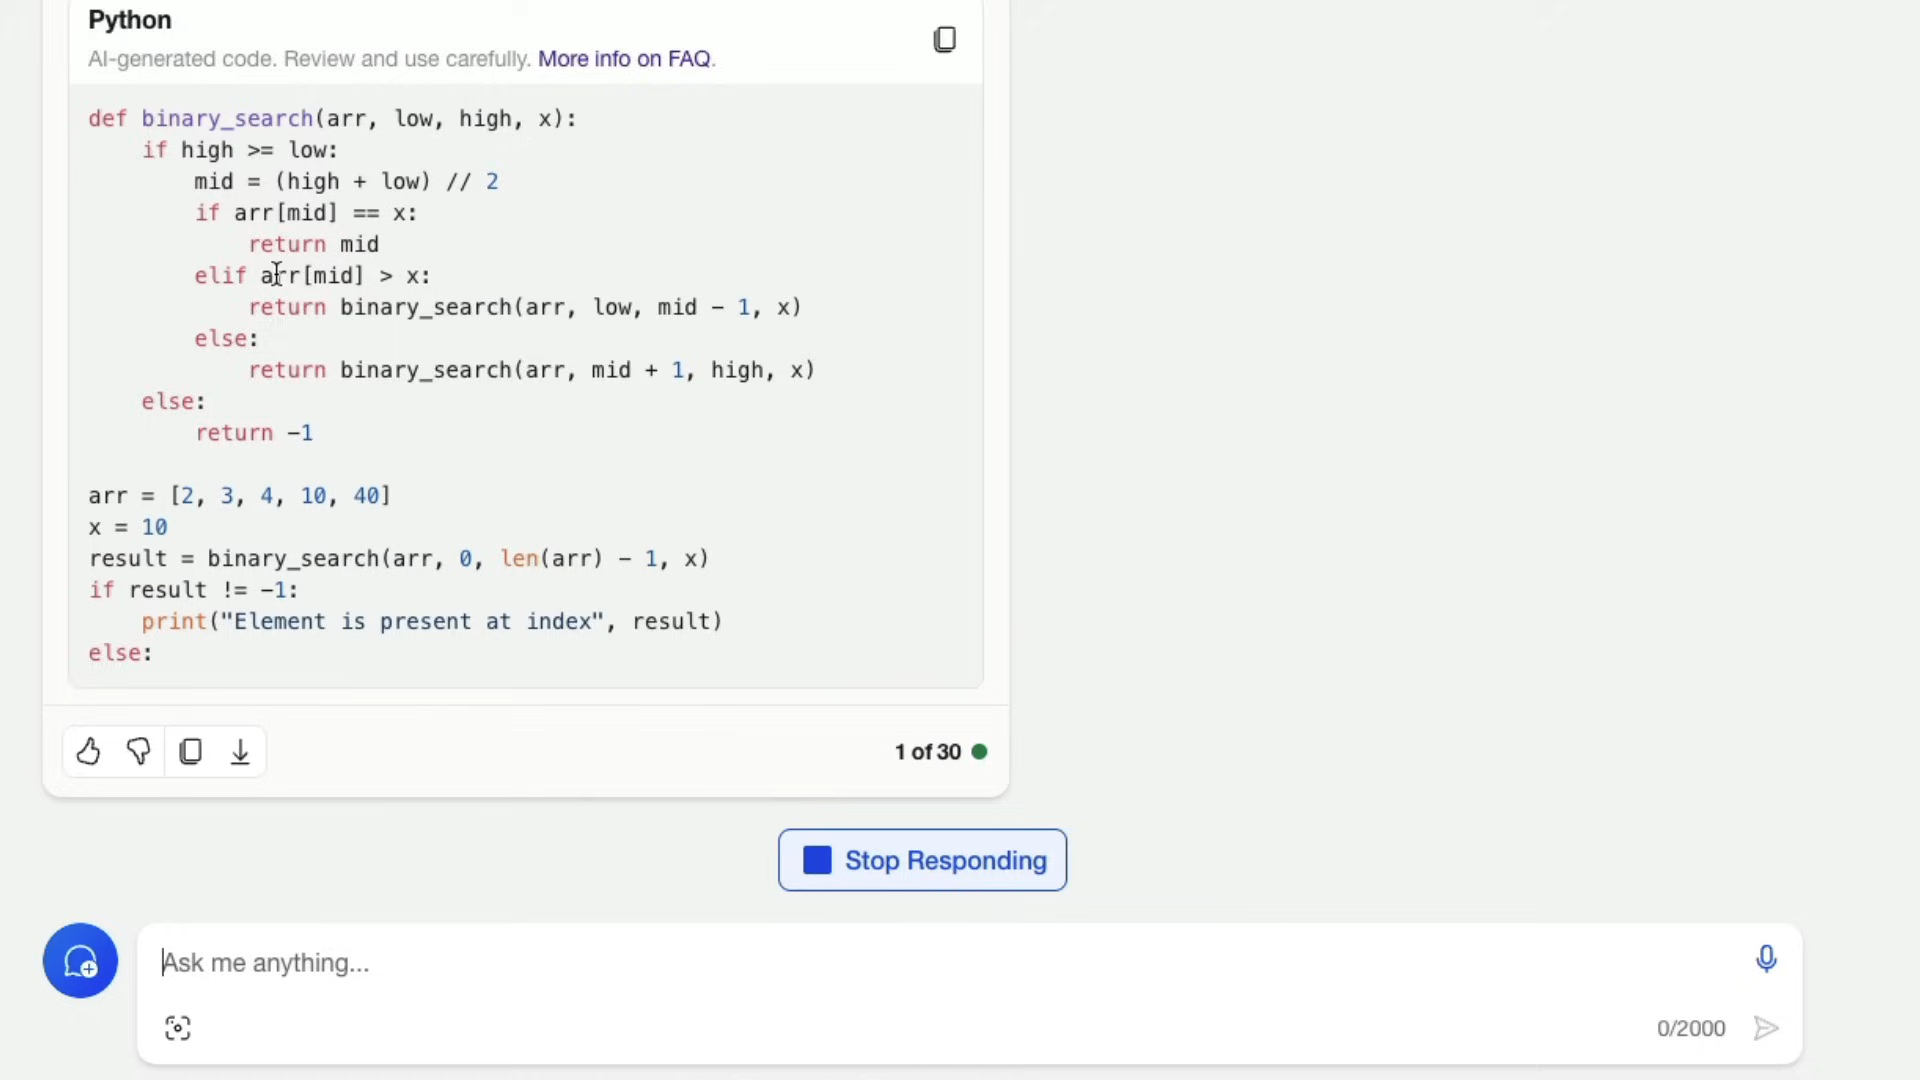 Python
AI-generated code. Review and use carefully. More info on FAQ.
def binary_search(arr, low, high, x):
    if high >= low:
        mid = (high + low) // 2
        if arr[mid] == x:
            return mid
        elif arr[mid] > x:
            return binary_search(arr, low, mid - 1, x)
        else:
            return binary_search(arr, mid + 1, high, x)
    else:
        return -1
arr = [2, 3, 4, 10, 40]
x = 10
result = binary_search(arr, 0, len(arr) - 1, x)
if result != -1:
    print("Element is present at index", result)
else:
1 of 30
Stop Responding
Ask me anything...
0/2000